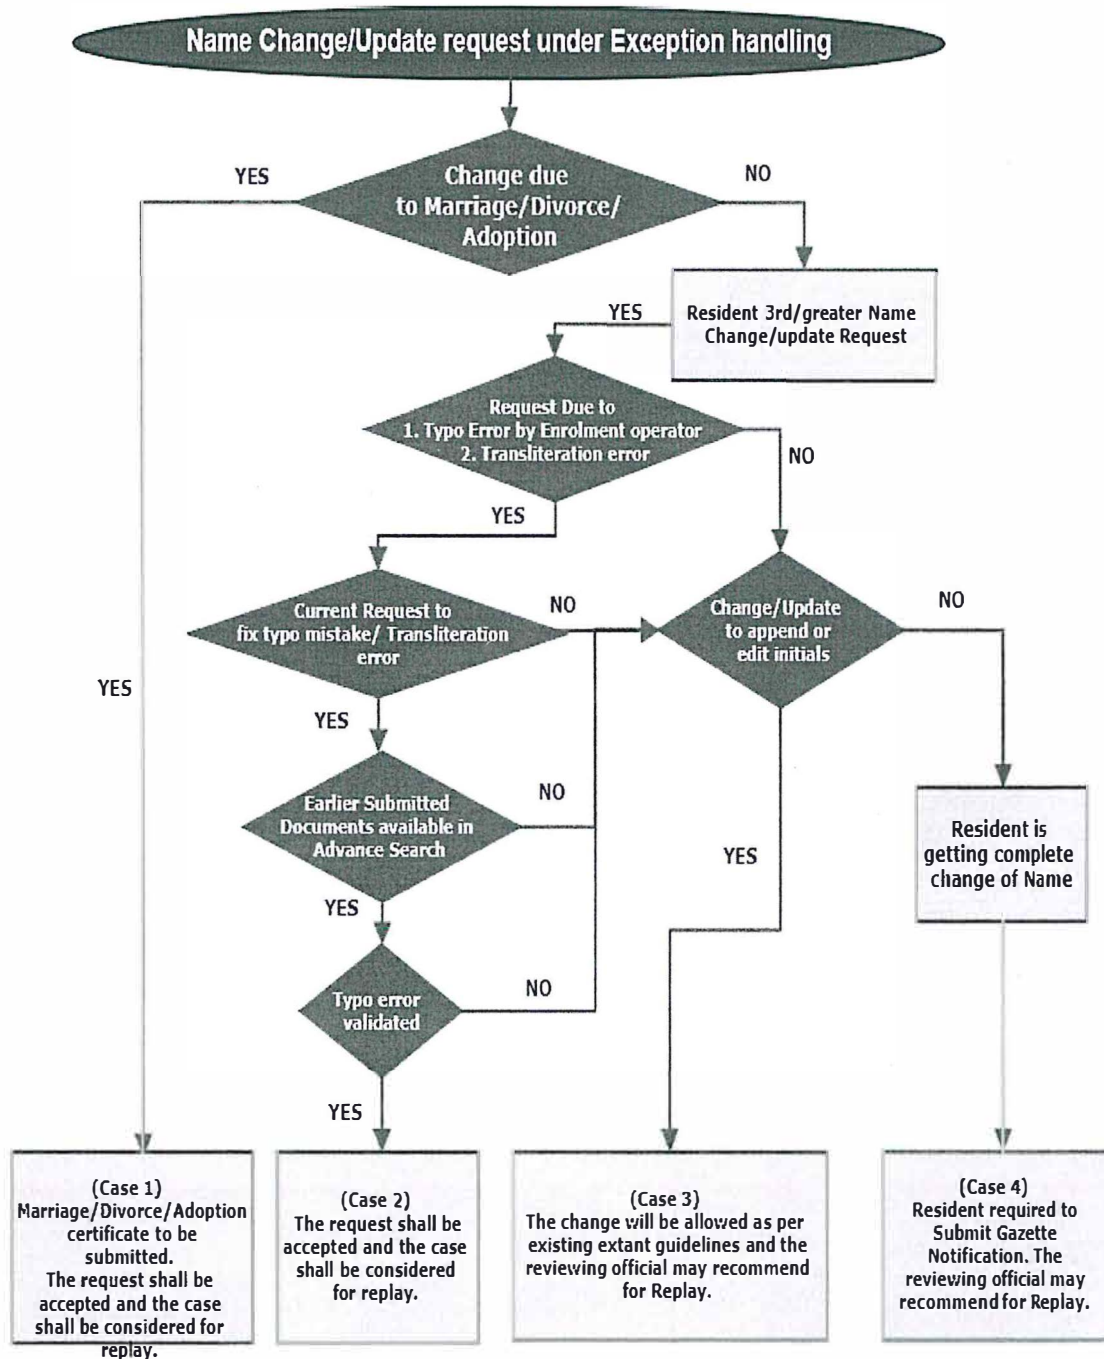 Name Change/Update request under Exception handling
YES
Change due
to Marriage/Divorce/
Adoption
NO
YES
Resident 3rd/greater Name
Change/update Request
Request Due to
1. Typo Error by Enrolment operator
2. Transliteration error
NO
YES
Current Request to
fix typo mistake/ Transliteration
error
NO
Change/Update
to append or
edit initials
NO
YES
YES
Earlier Submitted
Documents available in
Advance Search
NO
YES
Resident is
getting complete
change of Name
YES
Typo error
validated
NO
YES
(Case 1)
Marriage/Divorce/Adoption
certificate to be
submitted.
The request shall be
accepted and the case
shall be considered for
replay.
(Case 2)
The request shall be
accepted and the case
shall be considered
for replay.
(Case 3)
The change will be allowed as per
existing extant guidelines and the
reviewing official may recommend
for Replay.
(Case 4)
Resident required to
Submit Gazette
Notification. The
reviewing official may
recommend for Replay.